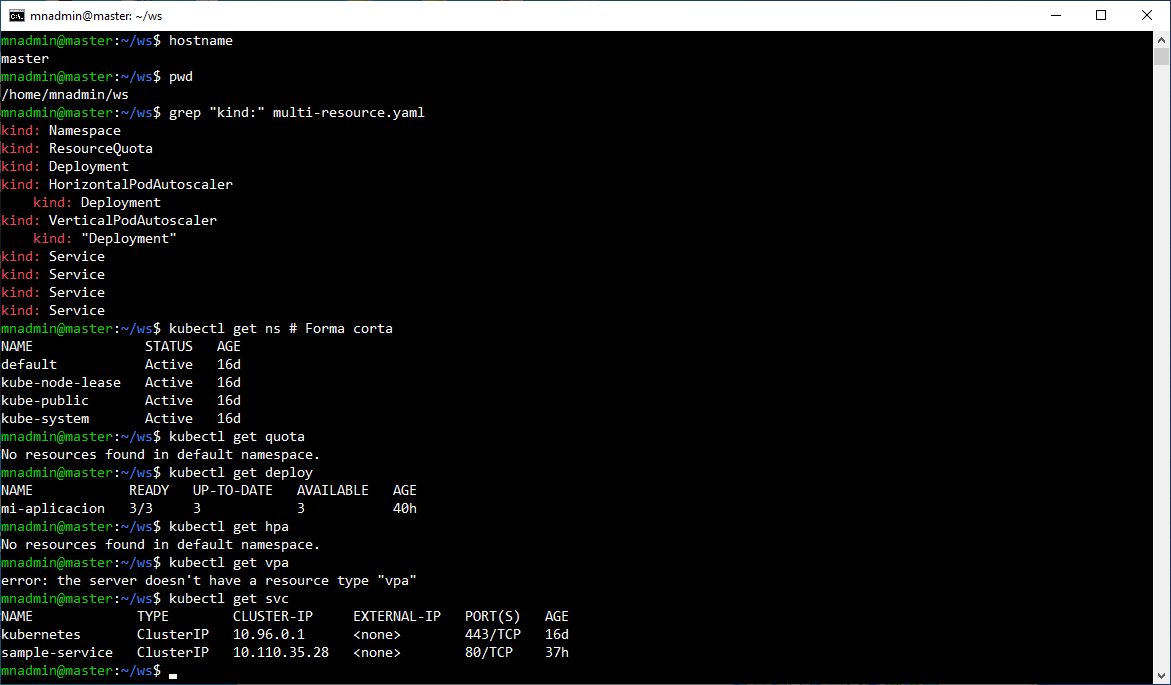 mnadmin@master: ~/ws
mnadmin@master:~/ws$ hostname
master
mnadmin@master:~/ws$ pwd
/home/mnadmin/ws
mnadmin@master:~/ws$ grep "kind:" multi-resource.yaml
kind: Namespace
kind: ResourceQuota
kind: Deployment
kind: HorizontalPodAutoscaler
    kind: Deployment
kind: VerticalPodAutoscaler
    kind: "Deployment"
kind: Service
kind: Service
kind: Service
kind: Service
mnadmin@master:~/ws$ kubectl get ns # Forma corta
NAME              STATUS   AGE
default           Active   16d
kube-node-lease   Active   16d
kube-public       Active   16d
kube-system       Active   16d
mnadmin@master:~/ws$ kubectl get quota
No resources found in default namespace.
mnadmin@master:~/ws$ kubectl get deploy
NAME            READY   UP-TO-DATE   AVAILABLE   AGE
mi-aplicacion   3/3     3            3           40h
mnadmin@master:~/ws$ kubectl get hpa
No resources found in default namespace.
mnadmin@master:~/ws$ kubectl get vpa
error: the server doesn't have a resource type "vpa"
mnadmin@master:~/ws$ kubectl get svc
NAME             TYPE        CLUSTER-IP     EXTERNAL-IP   PORT(S)   AGE
kubernetes       ClusterIP   10.96.0.1      <none>        443/TCP   16d
sample-service   ClusterIP   10.110.35.28   <none>        80/TCP    37h
mnadmin@master:~/ws$